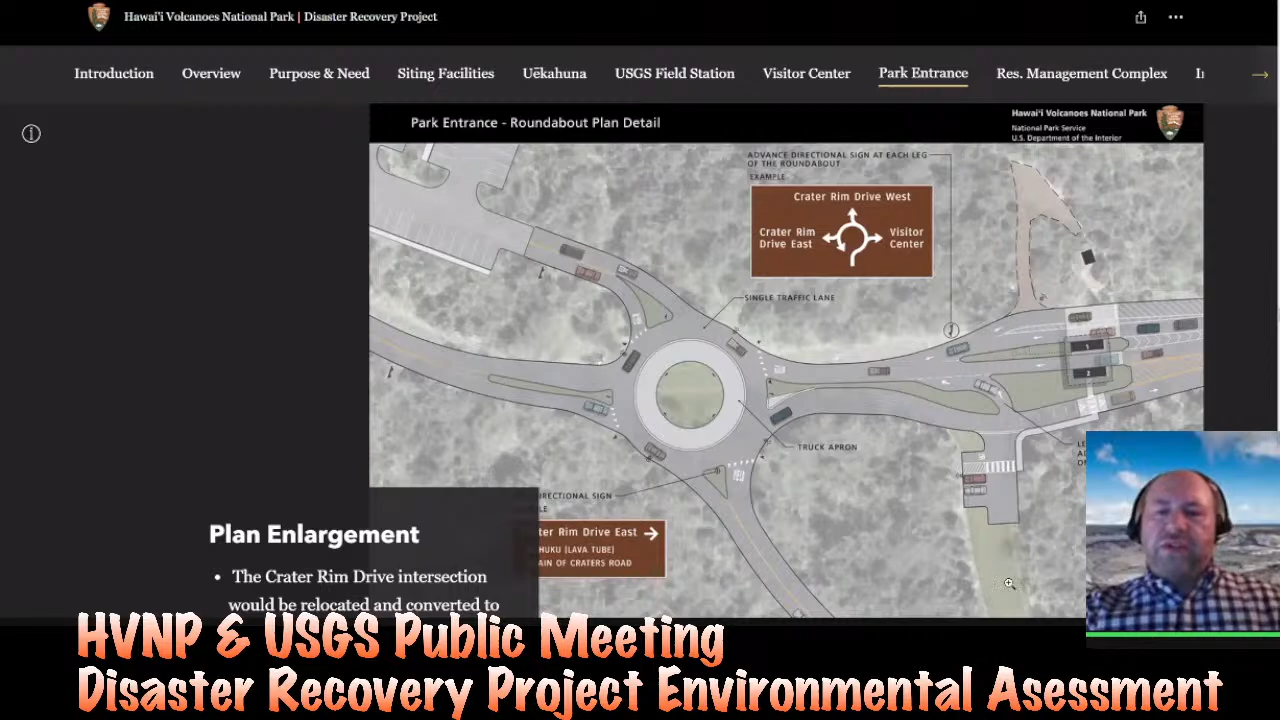 Hawai'i Volcanoes National Park | Disaster Recovery Project
Introduction Overview Purpose & Need Siting Facilities Uēkahuna USGS Field Station Visitor Center Park Entrance Res. Management Complex
Park Entrance - Roundabout Plan Detail
Hawai'i Volcanoes National Park
National Park Service
U.S. Department of the Interior
ADVANCE DIRECTIONAL SIGN AT EACH LEG
OF THE ROUNDABOUT
EXAMPLE
Crater Rim Drive West
Crater Rim
Drive East
Visitor
Center
SINGLE TRAFFIC LANE
1
2
TRUCK APRON
YIELD
DIRECTIONAL SIGN
ter Rim Drive East
HUKU [LAVA TUBE]
AIN OF CRATERS ROAD
Plan Enlargement
• The Crater Rim Drive intersection
would be relocated and converted to
HVNP & USGS Public Meeting
Disaster Recovery Project Environmental Asessment